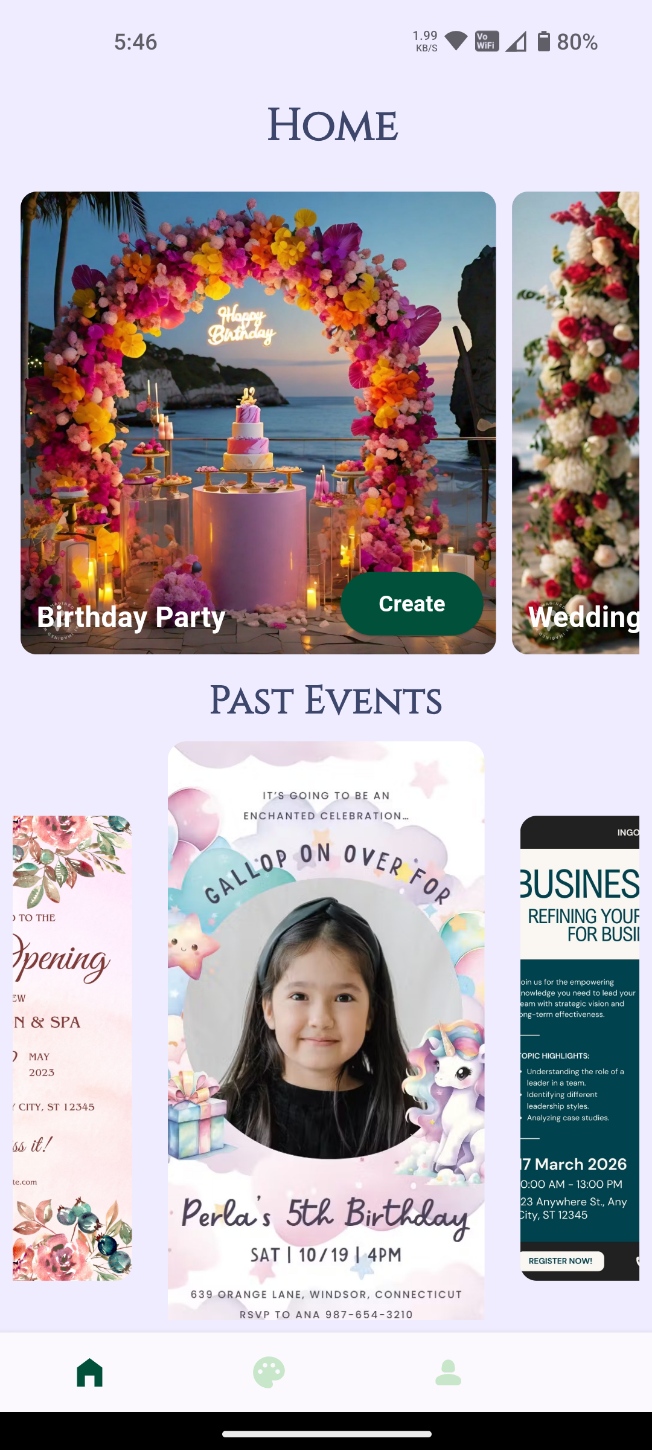 5:46
1.99
KB/S
Vo
WiFi
80%
HOME
Happy
Birthday
Birthday Party
Create
Wedding
PAST EVENTS
TO THE
Opening
EW
N & SPA
MAY
2023
Y CITY, ST 12345
ss it!
te.com
IT'S GOING TO BE AN
ENCHANTED CELEBRATION...
GALLOP ON OVER FOR
Perla's 5th Birthday
SAT | 10/19 | 4PM
639 ORANGE LANE, WINDSOR, CONNECTICUT
RSVP TO ANA 987-654-3210
INGO
BUSINES
REFINING YOUR
FOR BUSI
oin us for the empowering
nowledge you need to lead your
eam with strategic vision and
ong-term effectiveness.
TOPIC HIGHLIGHTS:
Understanding the role of a
leader in a team.
Identifying different
leadership styles.
Analyzing case studies.
17 March 2026
0:00 AM - 13:00 PM
23 Anywhere St., Any
City, ST 12345
REGISTER NOW!